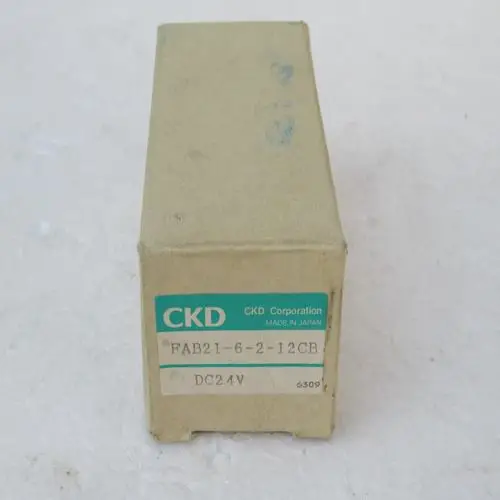 CKD
CKD Corporation
MADE IN JAPAN
FAB21-6-2-12CB
DC24V
6309